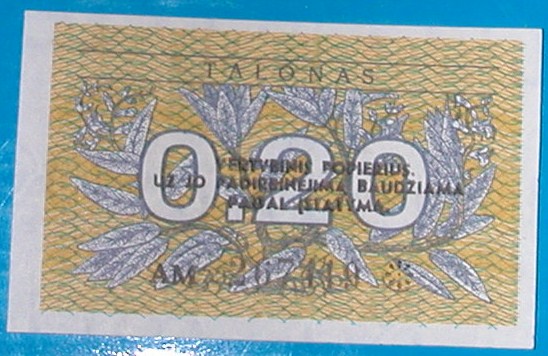 TALONAS
0.20
VERTYBINIS POPIERIUS.
UŽ JO PADIRBINĖJIMĄ BAUDŽIAMA
PAGAL ĮSTATYMĄ.
AM